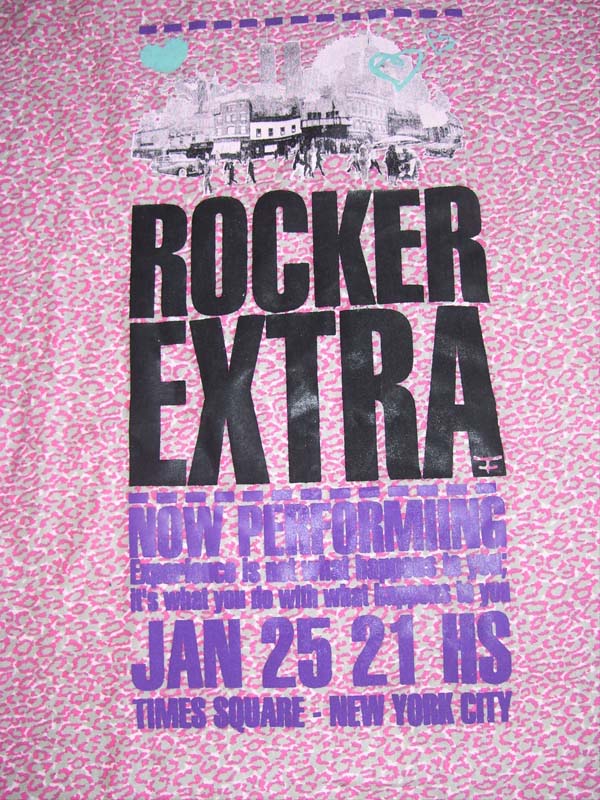 ROCKER
EXTRA
NOW PERFORMIING
Experience is not what happens to you;
it's what you do with what happens to you
JAN 25 21 HS
TIMES SQUARE - NEW YORK CITY